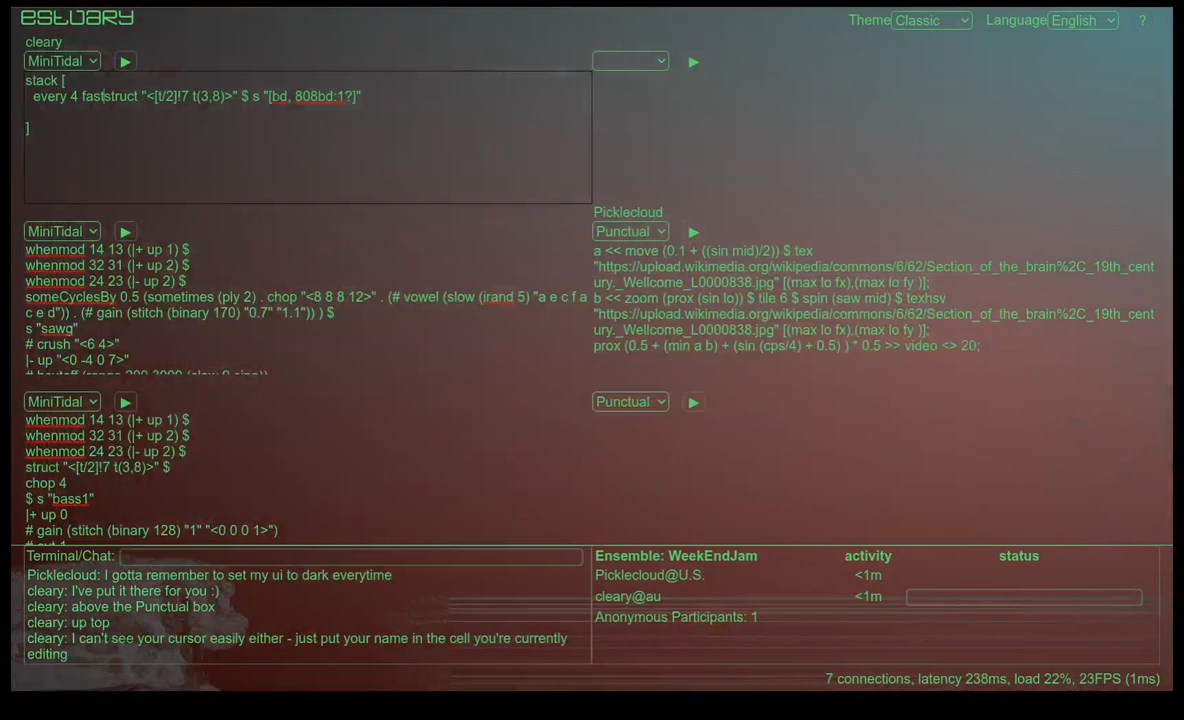 estuary
Theme Classic Language English ?
cleary
MiniTidal
stack [
every 4 faststruct "<[t/2]!7 t(3,8)>" $ s "[bd, 808bd:1?]"
]
MiniTidal
whenmod 14 13 (|+ up 1) $
whenmod 32 31 (|+ up 2) $
whenmod 24 23 (|- up 2) $
someCyclesBy 0.5 (sometimes (ply 2) . chop "<8 8 8 12>" . (# vowel (slow (irand 5) "a e c f a
c e d")) . (# gain (stitch (binary 170) "0.7" "1.1")) ) $
s "sawg"
# crush "<6 4>"
|- up "<0 -4 0 7>"
Picklecloud
Punctual
a << move (0.1 + ((sin mid)/2)) $ tex
"https://upload.wikimedia.org/wikipedia/commons/6/62/Section_of_the_brain%2C_19th_cent
ury._Wellcome_L0000838.jpg" [(max lo fx),(max lo fy )];
b << zoom (prox (sin lo)) $ tile 6 $ spin (saw mid) $ texhsv
"https://upload.wikimedia.org/wikipedia/commons/6/62/Section_of_the_brain%2C_19th_cent
ury._Wellcome_L0000838.jpg" [(max lo fx),(max lo fy )];
prox (0.5 + (min a b) + (sin (cps/4) + 0.5) ) * 0.5 >> video <> 20;
MiniTidal
whenmod 14 13 (|+ up 1) $
whenmod 32 31 (|+ up 2) $
whenmod 24 23 (|- up 2) $
struct "<[t/2]!7 t(3,8)>" $
chop 4
$ s "bass1"
|+ up 0
# gain (stitch (binary 128) "1" "<0 0 0 1>")
Punctual
Terminal/Chat:
Picklecloud: I gotta remember to set my ui to dark everytime
cleary: I've put it there for you :)
cleary: above the Punctual box
cleary: up top
cleary: I can't see your cursor easily either - just put your name in the cell you're currently
editing
Ensemble: WeekEndJam activity status
Picklecloud@U.S. <1m
cleary@au <1m
Anonymous Participants: 1
7 connections, latency 238ms, load 22%, 23FPS (1ms)